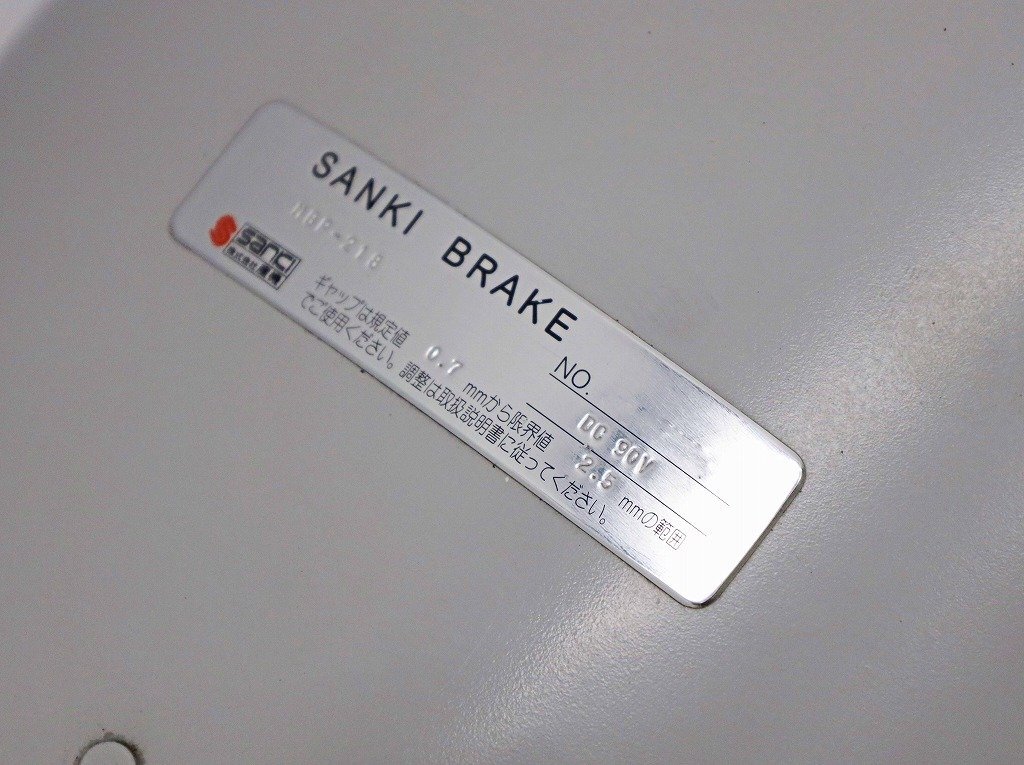 SANKI BRAKE
NO.
DC 90V
sanci
株式会社 産機
ギャップは規定値 0.7 mmから限界値 2.5 mmの範囲
でご使用ください。調整は取扱説明書に従ってください。